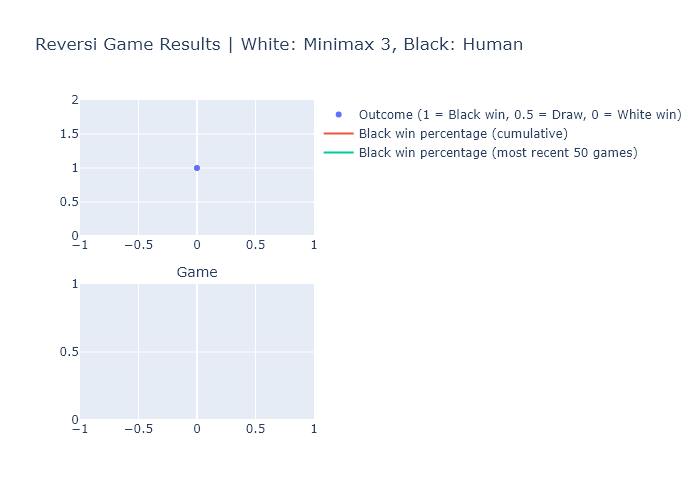 Reversi Game Results | White: Minimax 3, Black: Human
2
1.5
1
0.5
0
−1 −0.5 0 0.5 1
Outcome (1 = Black win, 0.5 = Draw, 0 = White win)
Black win percentage (cumulative)
Black win percentage (most recent 50 games)
Game
1
0.5
0
−1 −0.5 0 0.5 1